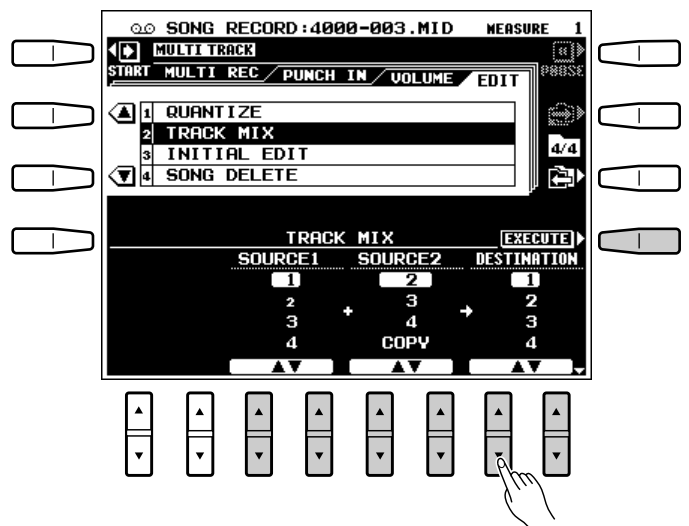 SONG RECORD:4000-003.MID MEASURE 1
MULTI TRACK
START MULTI REC PUNCH IN VOLUME EDIT PAUSE
1 QUANTIZE
2 TRACK MIX
3 INITIAL EDIT
4 SONG DELETE
4/4
TRACK MIX EXECUTE
SOURCE1 SOURCE2 DESTINATION
1 2 1
2 + 3 → 2
3 4 3
4 COPY 4